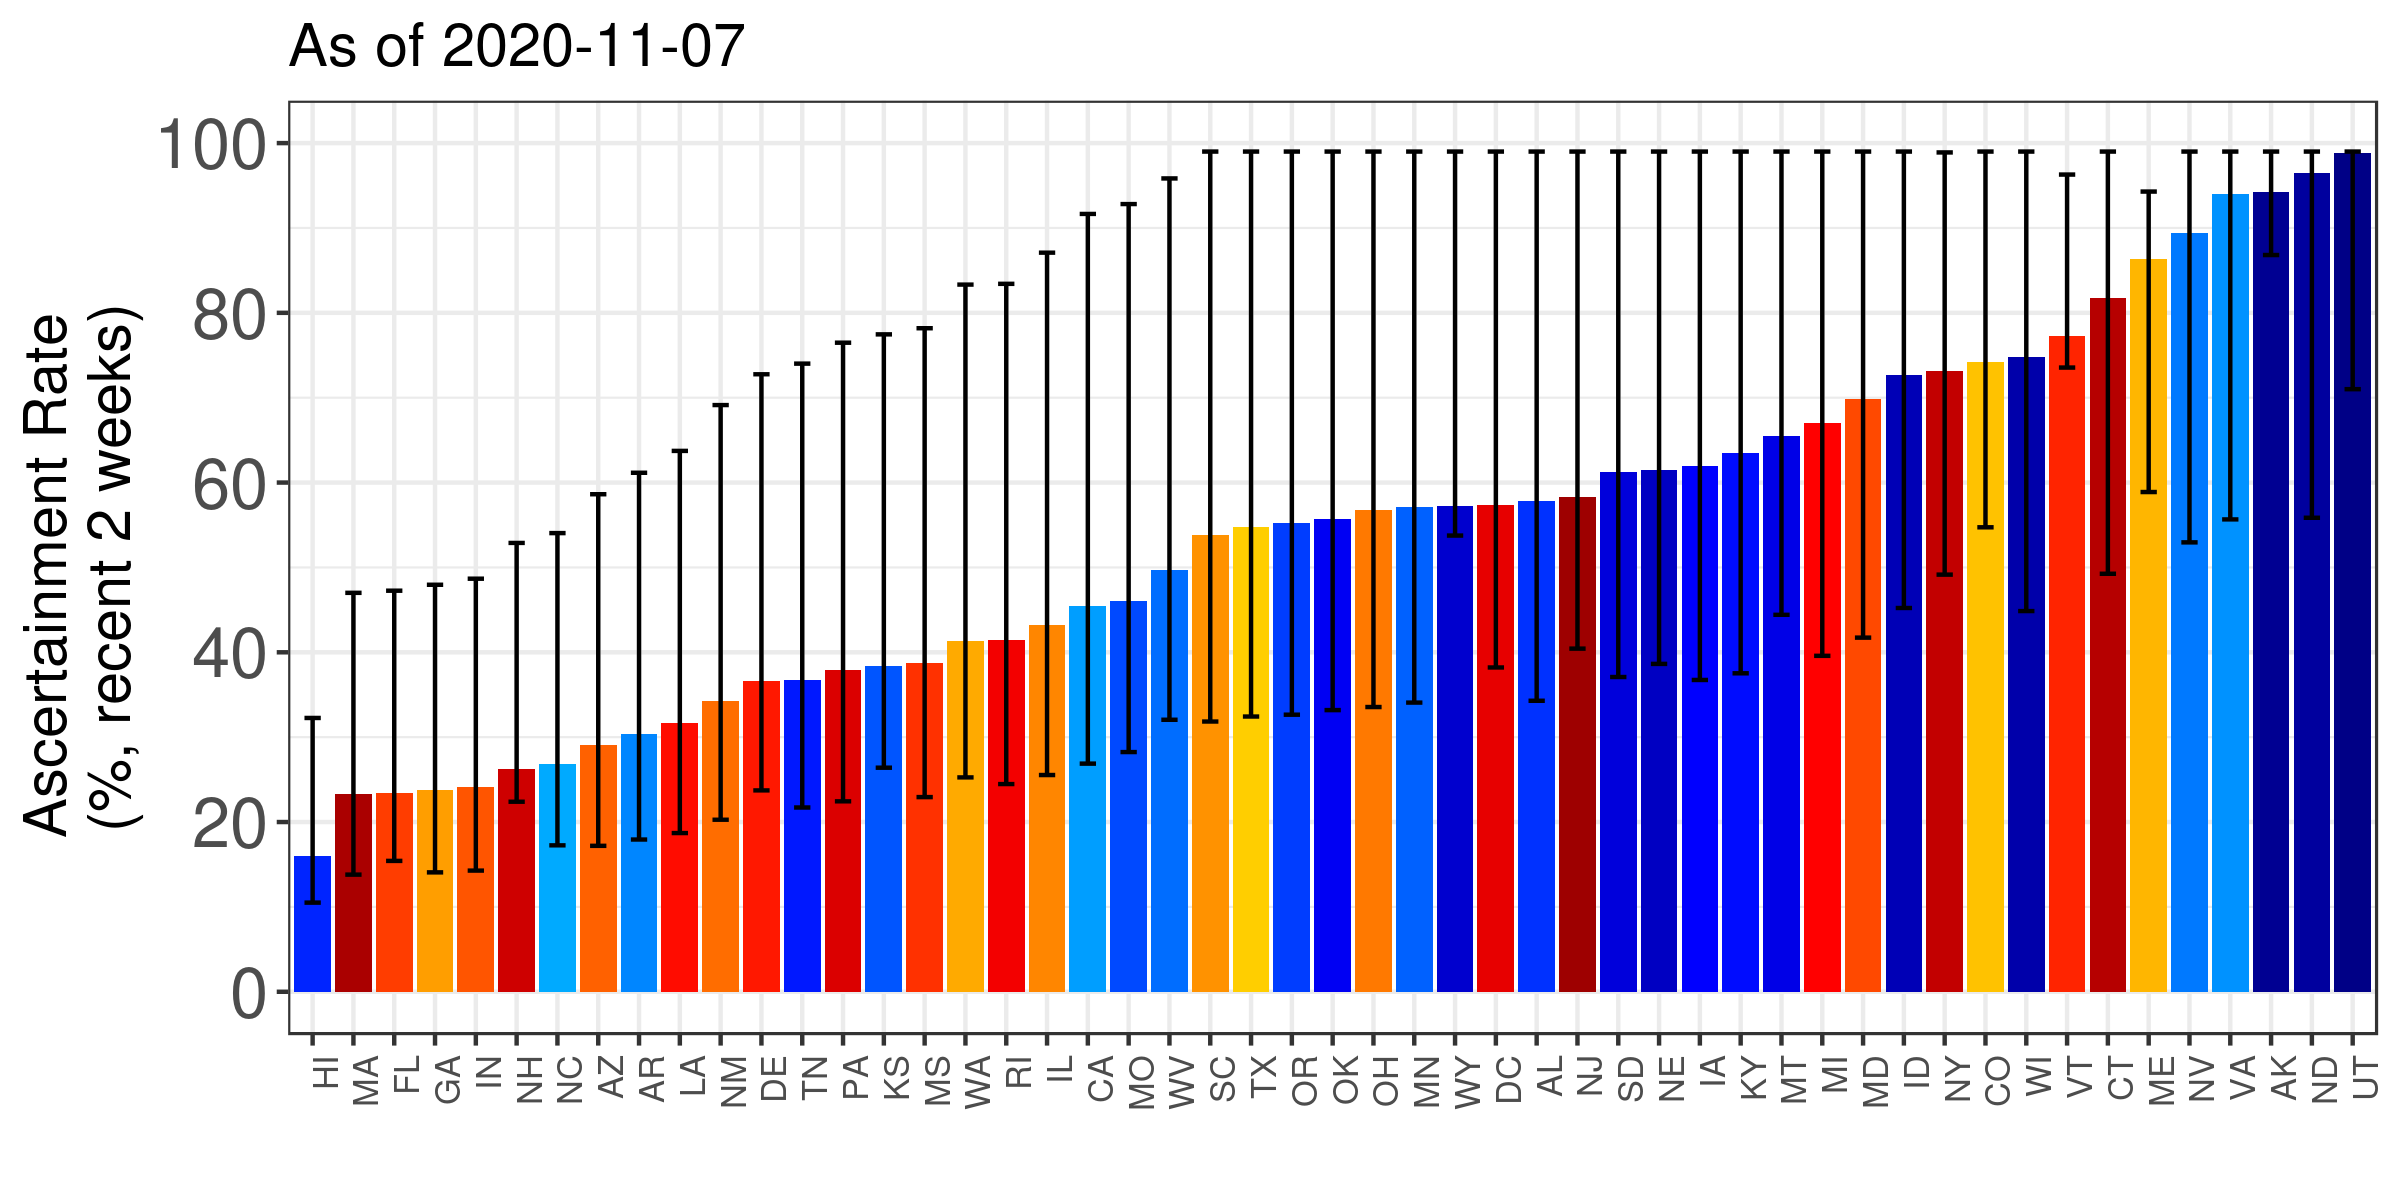 As of 2020-11-07
Ascertainment Rate
(%, recent 2 weeks)
100
80
60
40
20
0
HI MA FL GA IN NH NC AZ AR LA NM DE TN PA KS MS WA RI IL CA MO WV SC TX OR OK OH MN WY DC AL NJ SD NE IA KY MT MI MD ID NY CO WI VT CT ME NV VA AK ND UT